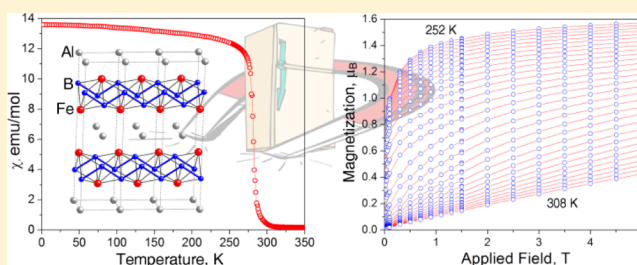 14
12
10
8
6
4
2
0
χ, emu/mol
Al
B
Fe
0 50 100 150 200 250 300 350
Temperature, K
1.6
1.4
1.2
1.0
0.8
0.6
0.4
0.2
0.0
Magnetization, μB
252 K
308 K
0 1 2 3 4
Applied Field, T